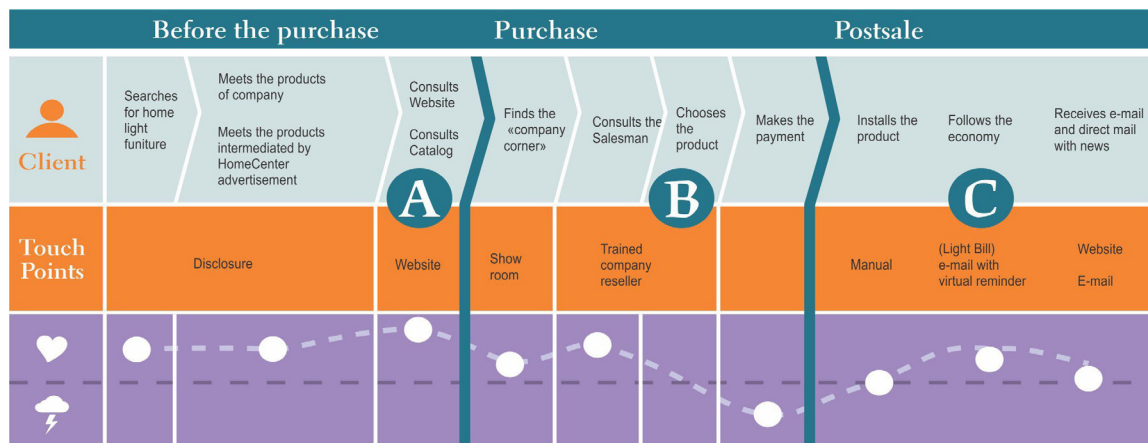 Before the purchase
Purchase
Postsale
Client
Searches
for home
light
funiture
Meets the products
of company
Meets the products
intermediated by
HomeCenter
advertisement
Consults
Website
Consults
Catalog
Finds the
«company
corner»
Consults the
Salesman
Chooses
the
product
Makes the
payment
Installs the
product
Follows the
economy
Receives e-mail
and direct mail
with news
A
B
C
Touch
Points
Disclosure
Website
Show
room
Trained
company
reseller
Manual
(Light Bill)
e-mail with
virtual reminder
Website
E-mail